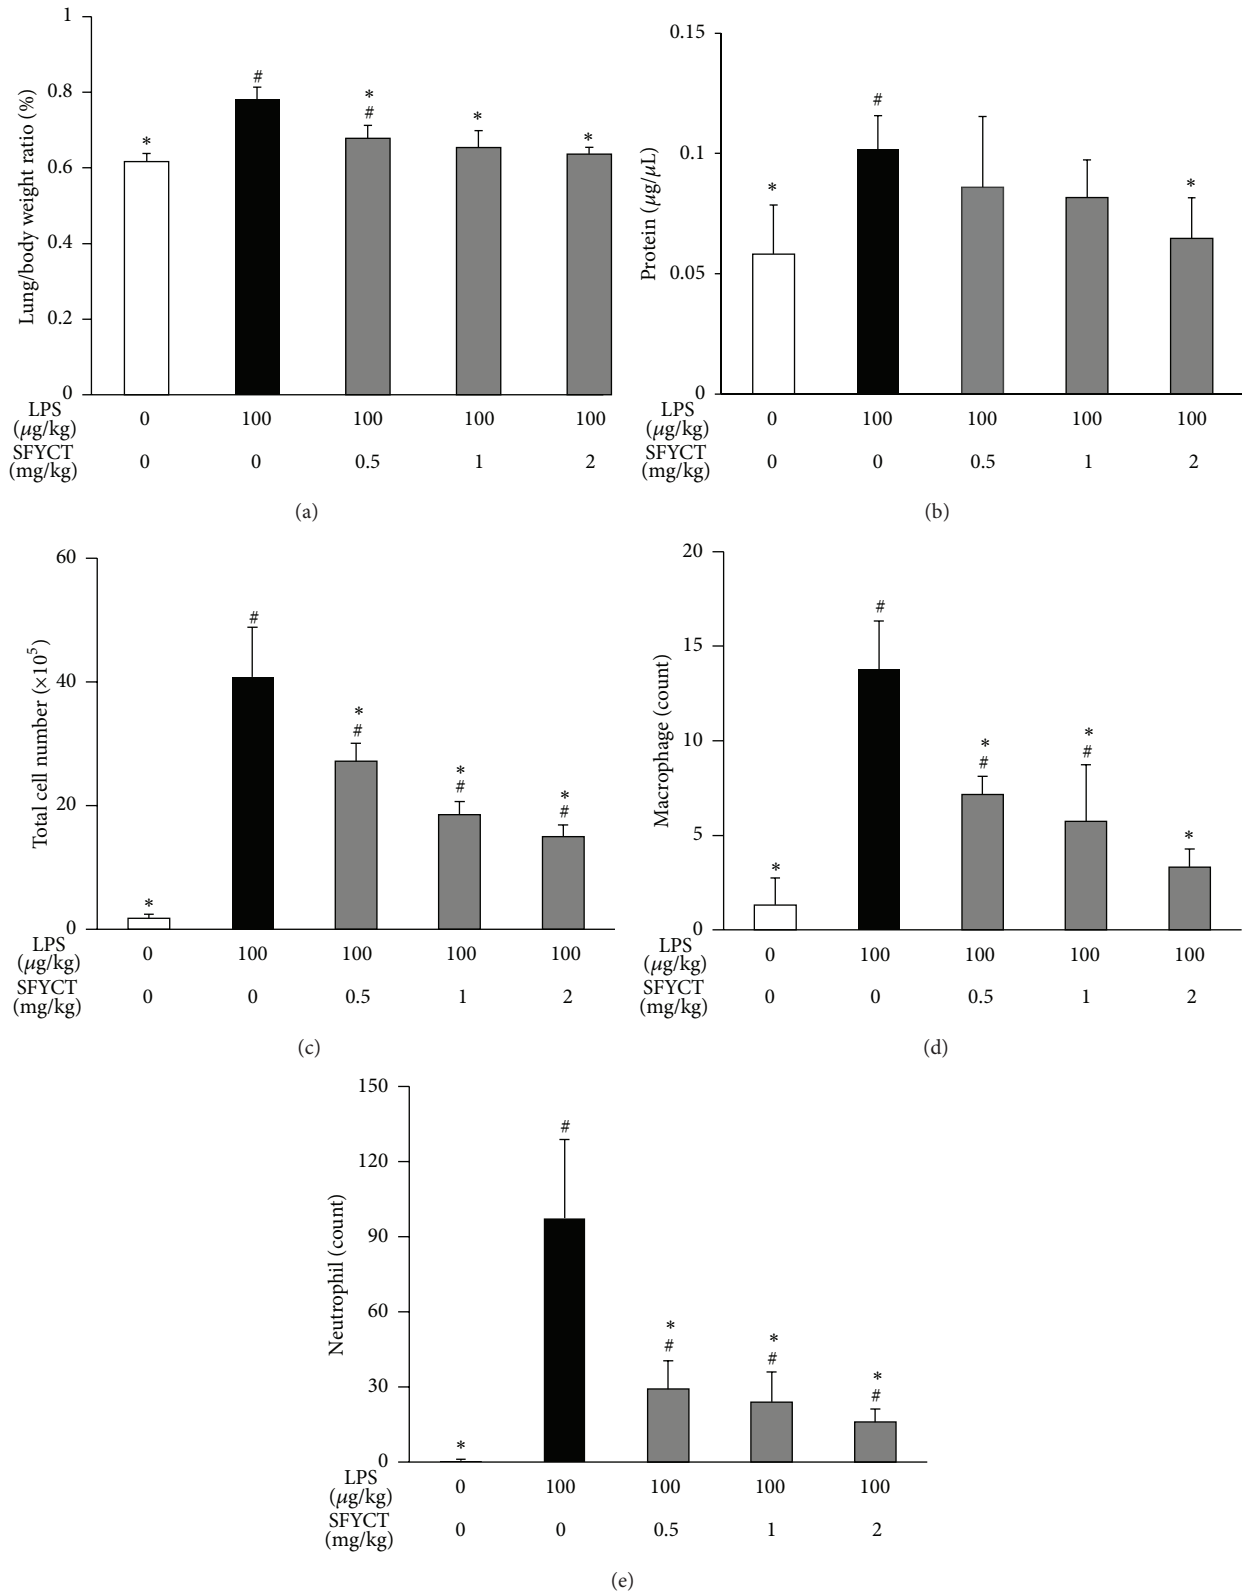 1
0.8
0.6
0.4
0.2
0
Lung/body weight ratio (%)
*
#
*
#
*
*
LPS
(μg/kg)
0 100 100 100 100
SFYCT
(mg/kg)
0 0 0.5 1 2
(a)
0.15
0.1
0.05
0
Protein (μg/μL)
*
#
*
LPS
(μg/kg)
0 100 100 100 100
SFYCT
(mg/kg)
0 0 0.5 1 2
(b)
60
40
20
0
Total cell number (×10⁵)
*
#
*
#
*
#
*
#
LPS
(μg/kg)
0 100 100 100 100
SFYCT
(mg/kg)
0 0 0.5 1 2
(c)
20
15
10
5
0
Macrophage (count)
*
#
*
#
*
#
*
LPS
(μg/kg)
0 100 100 100 100
SFYCT
(mg/kg)
0 0 0.5 1 2
(d)
150
120
90
60
30
0
Neutrophil (count)
*
#
*
#
*
#
*
#
LPS
(μg/kg)
0 100 100 100 100
SFYCT
(mg/kg)
0 0 0.5 1 2
(e)